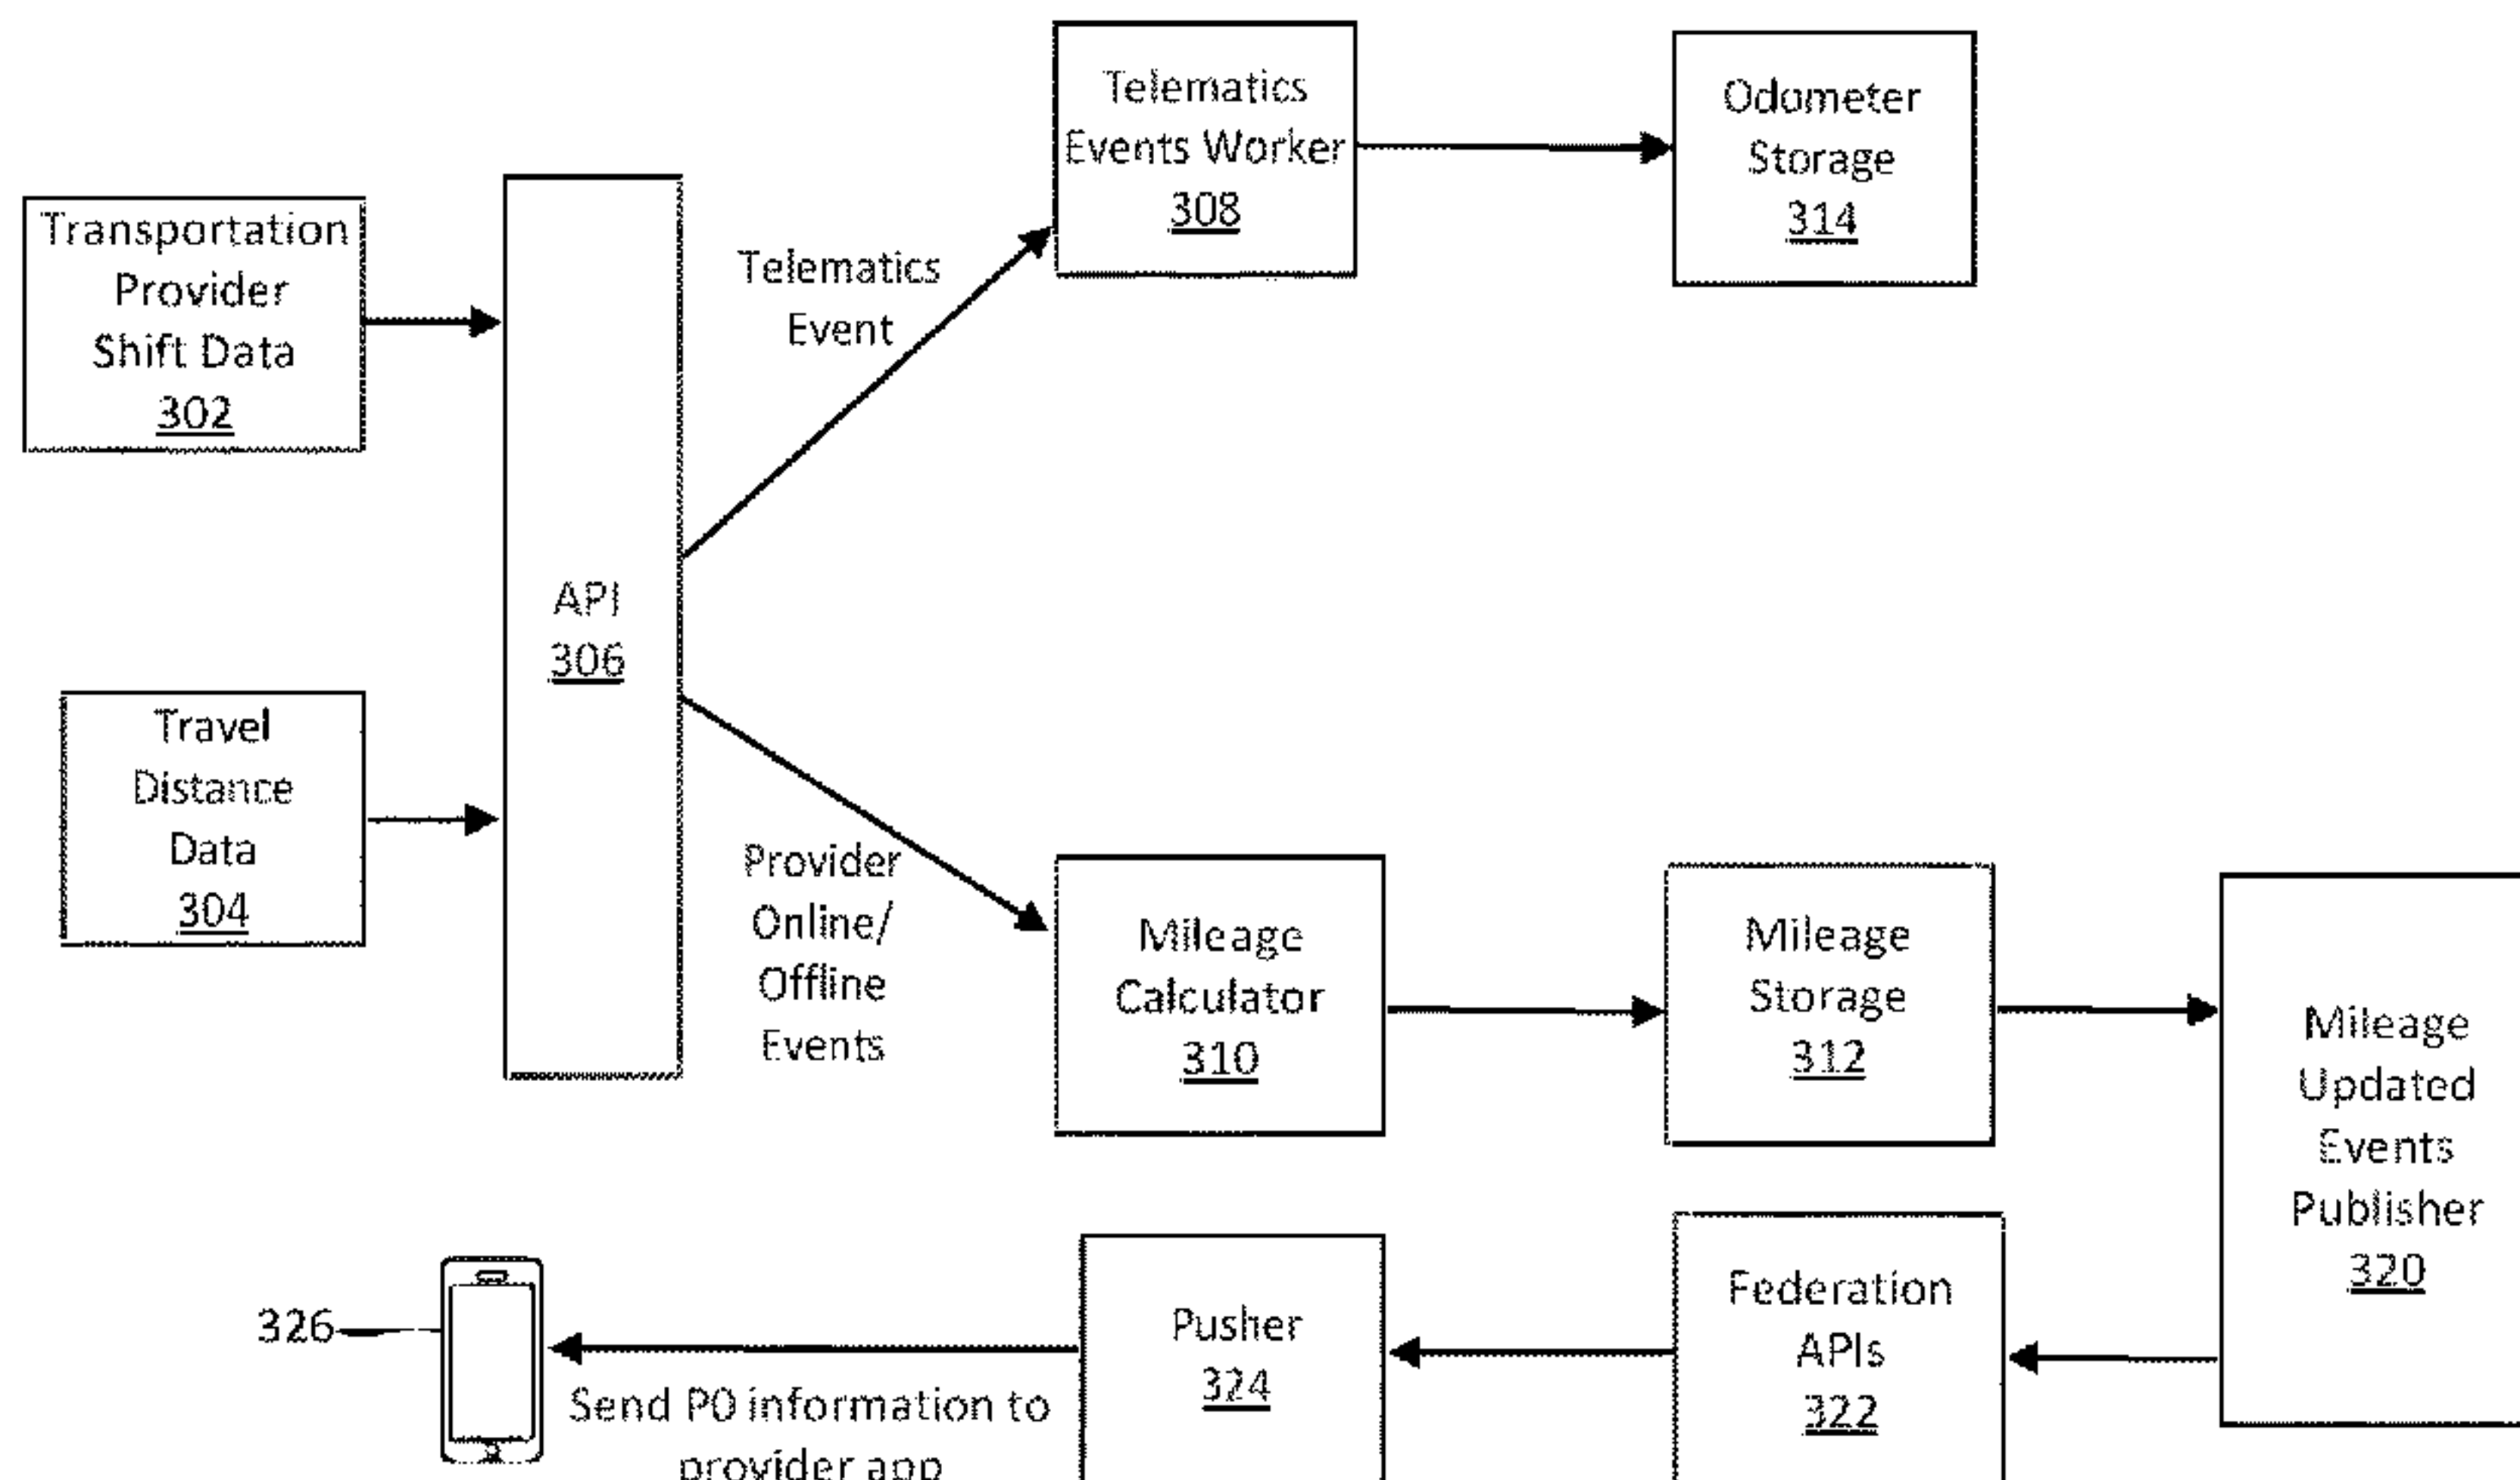 Transportation
Provider
Shift Data
302
Travel
Distance
Data
304
API
306
Telematics
Event
Provider
Online/
Offline
Events
Telematics
Events Worker
308
Odometer
Storage
314
Mileage
Calculator
310
Mileage
Storage
312
Mileage
Updated
Events
Publisher
320
Federation
APIs
322
Pusher
324
Send P0 information to
provider app
326